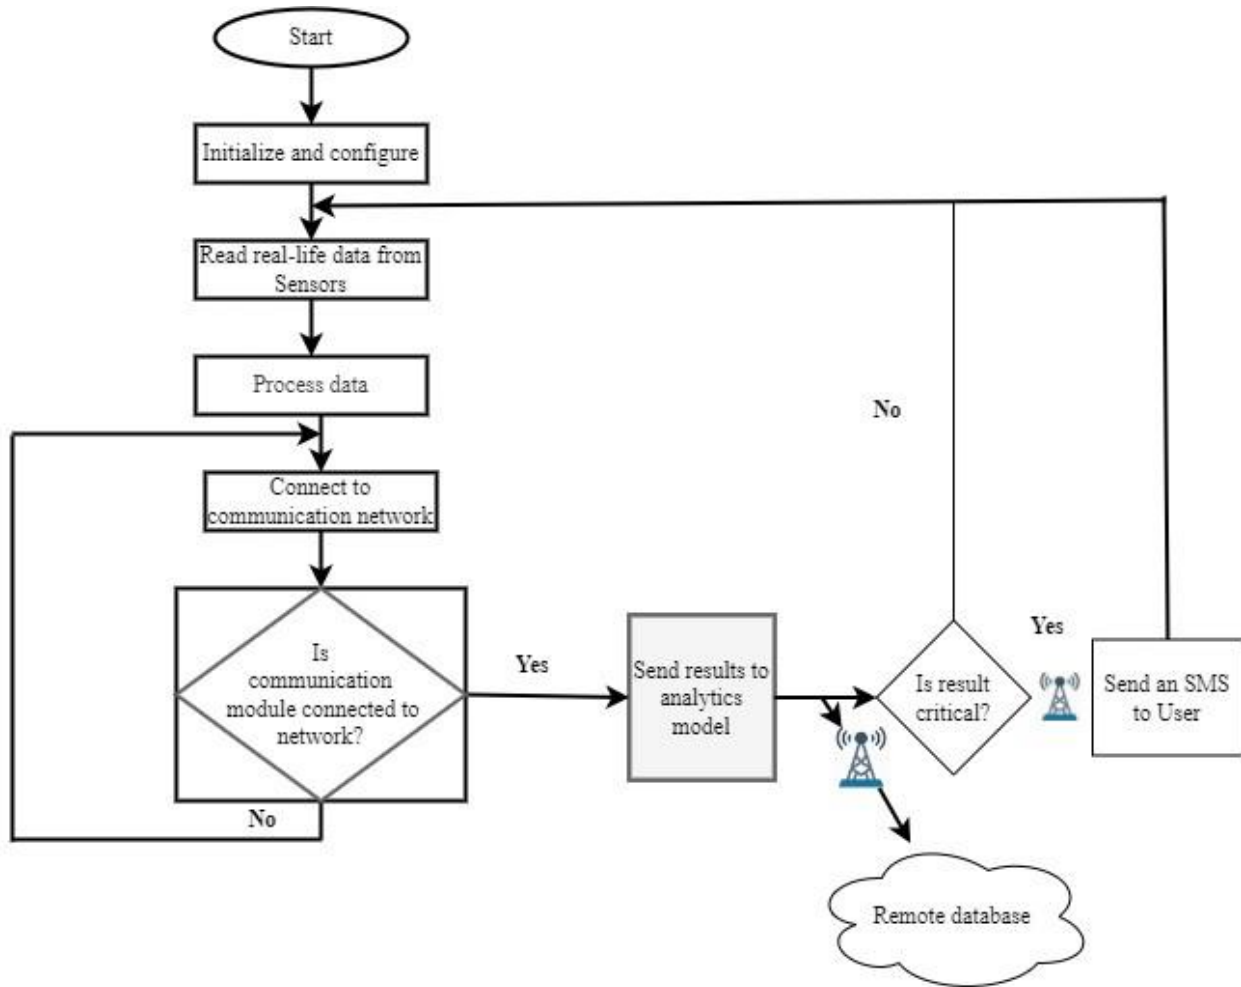 Start
Initialize and configure
Read real-life data from
Sensors
Process data
Connect to
communication network
Is
communication
module connected to
network?
No
Yes
Send results to
analytics
model
Is result
critical?
No
Yes
Send an SMS
to User
Remote database